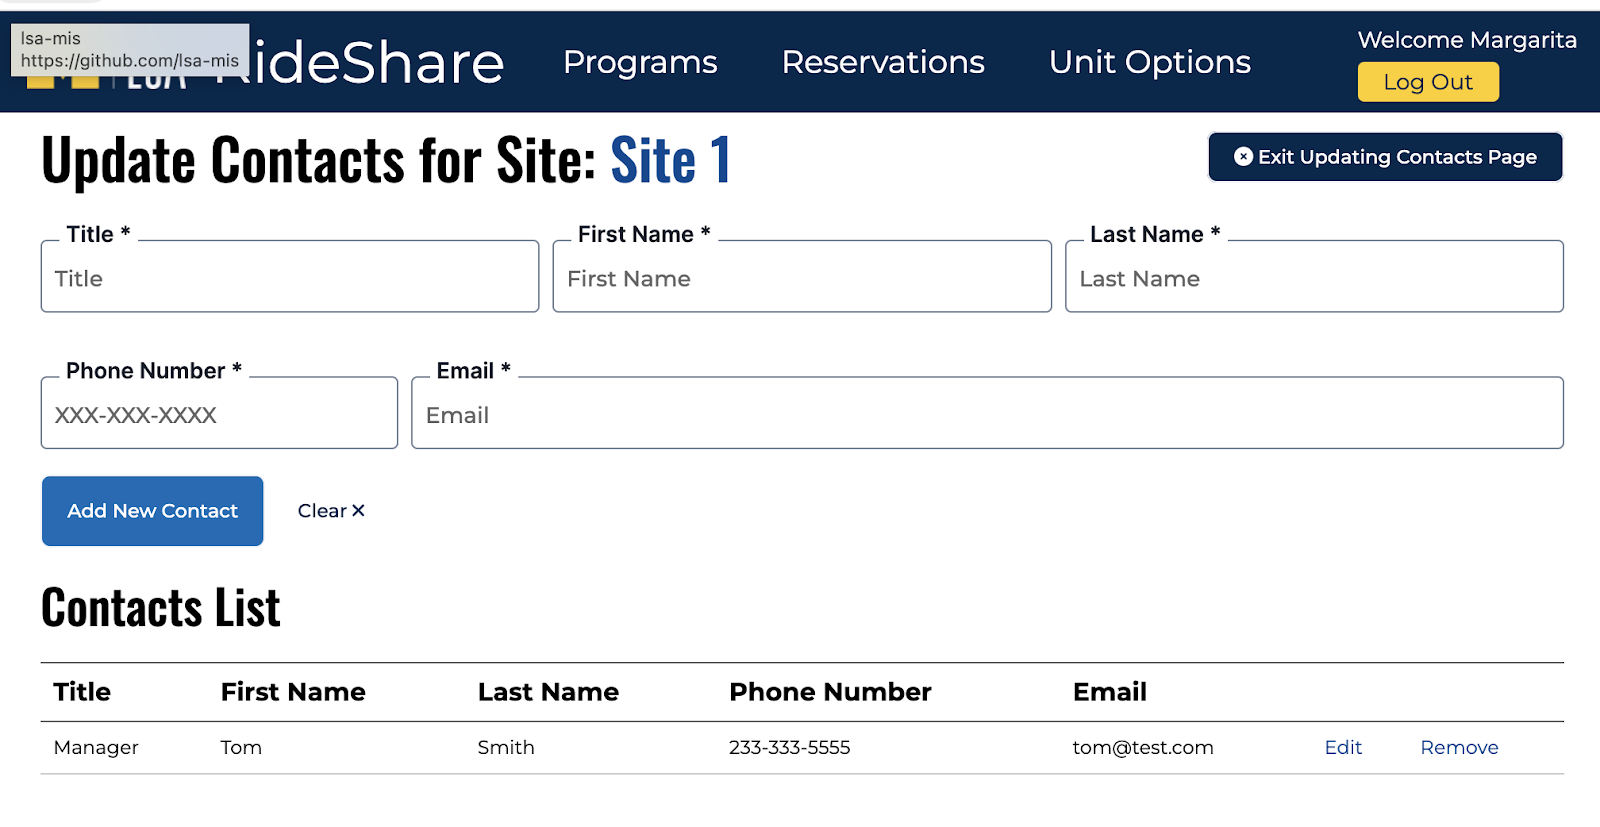 lsa-mis
https://github.com/lsa-mis
LSA RideShare Programs Reservations Unit Options
Welcome Margarita
Log Out
Update Contacts for Site: Site 1
Exit Updating Contacts Page
Title * First Name * Last Name *
Title First Name Last Name
Phone Number * Email *
XXX-XXX-XXXX Email
Add New Contact Clear ✕
Contacts List
Title First Name Last Name Phone Number Email
Manager Tom Smith 233-333-5555 tom@test.com Edit Remove